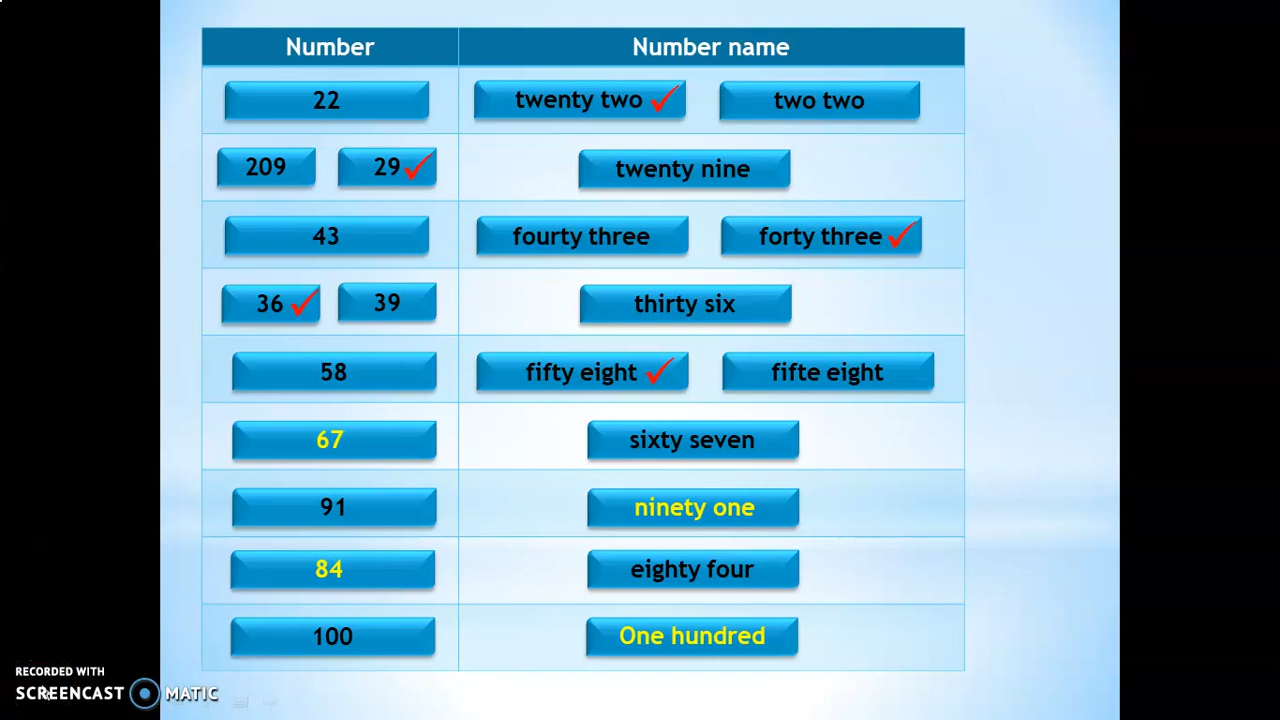 Number Number name
22 twenty two two two
209 29 twenty nine
43 fourty three forty three
36 39 thirty six
58 fifty eight fifte eight
67 sixty seven
91 ninety one
84 eighty four
100 One hundred
RECORDED WITH
SCREENCAST MATIC